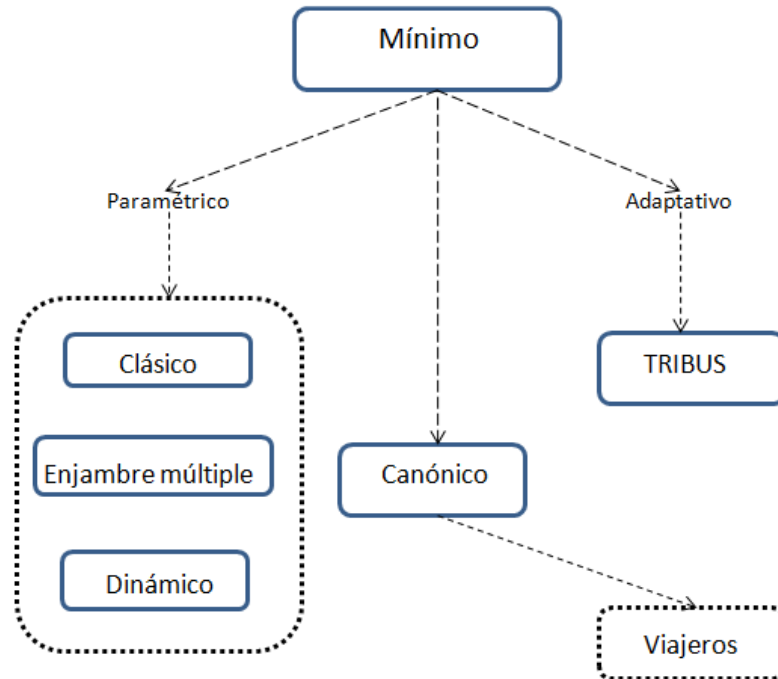 Mínimo
Paramétrico
Adaptativo
Clásico
TRIBUS
Enjambre múltiple
Canónico
Dinámico
Viajeros